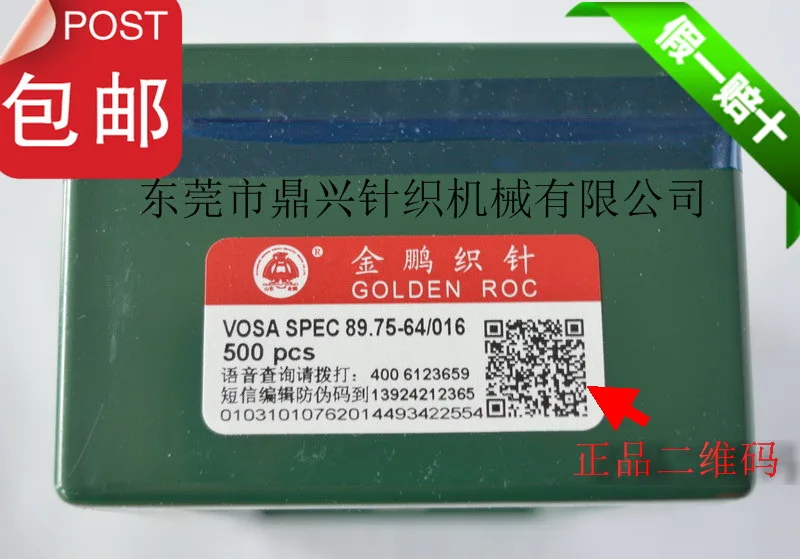 POST
包邮
假一赔十
东莞市鼎兴针织机械有限公司
®
金鹏织针
GOLDEN ROC
VOSA SPEC 89.75-64/016
500 pcs
语音查询请拨打：400 6123659
短信编辑防伪码到13924212365
01031010762014493422554
正品二维码